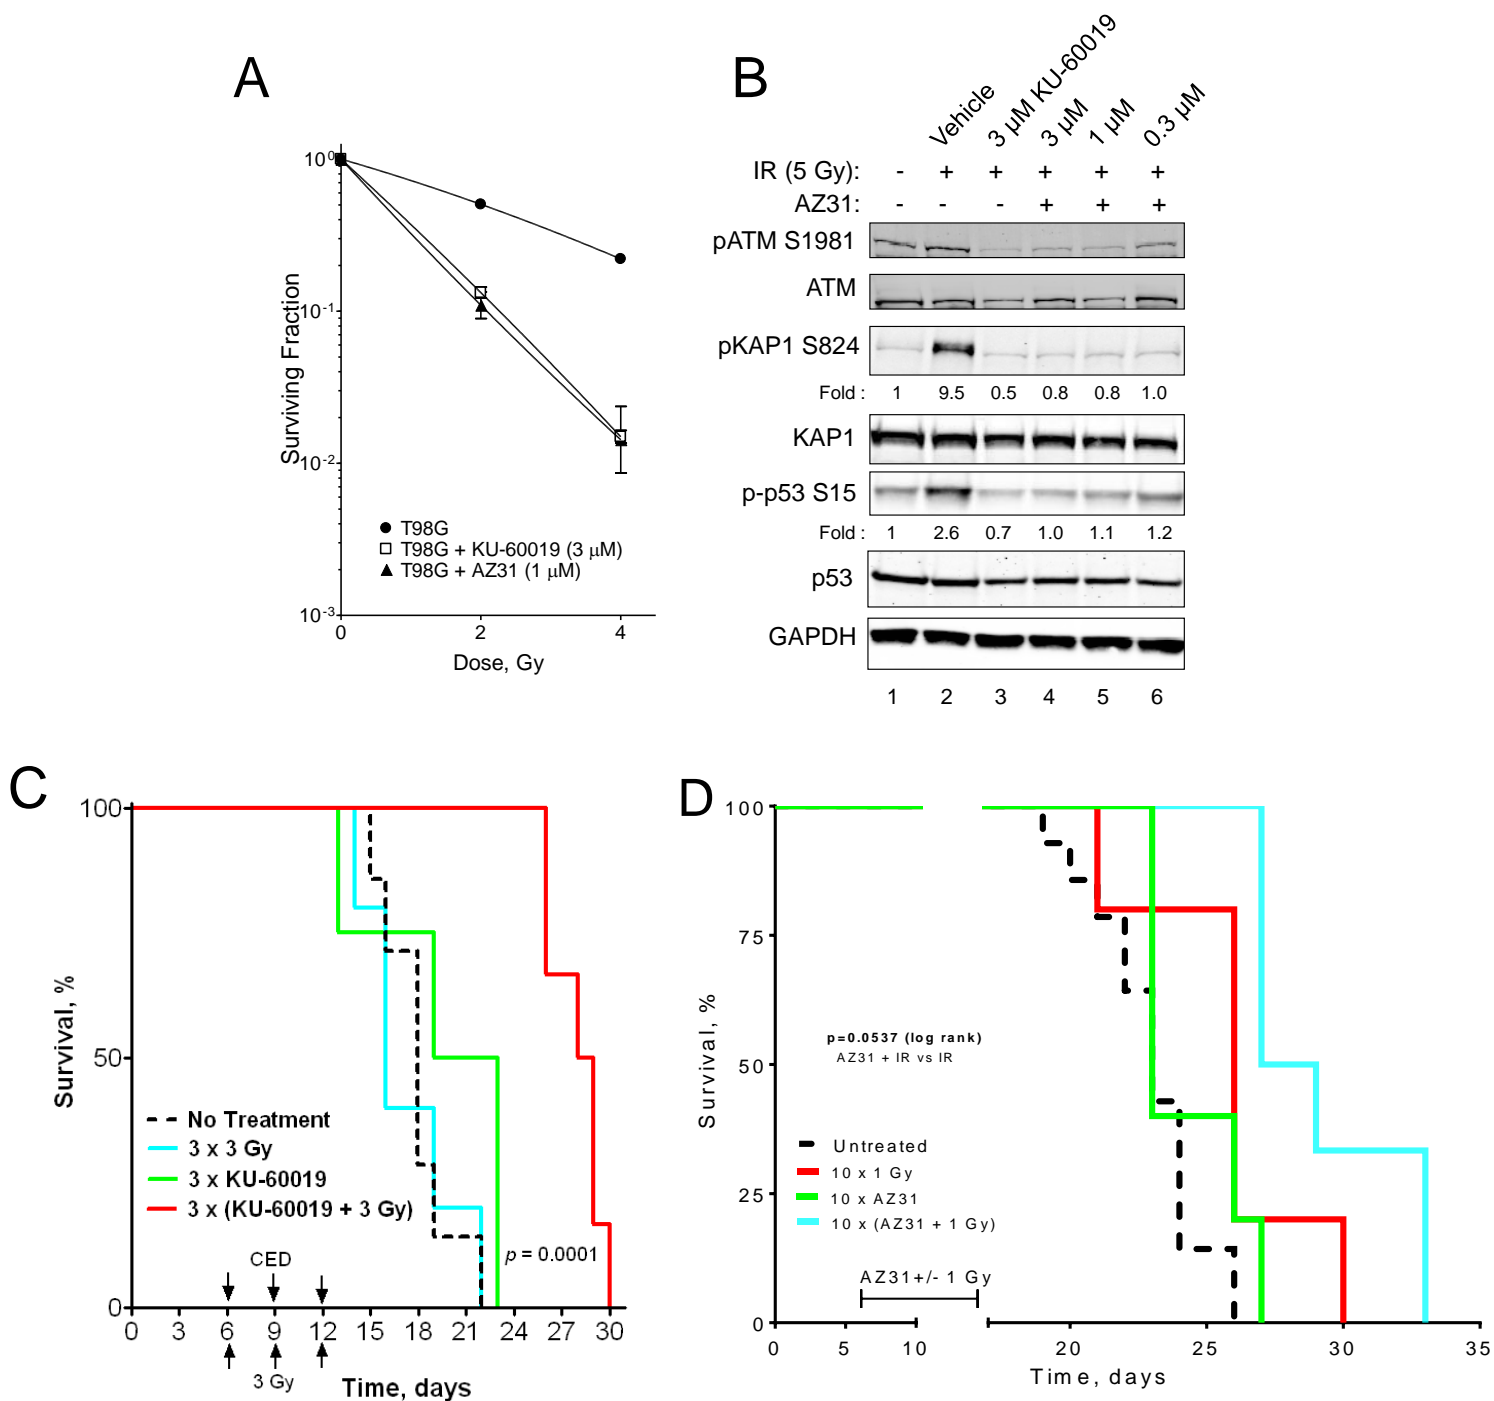 A
10⁰
10⁻¹
10⁻²
10⁻³
Surviving Fraction
T98G
T98G + KU-60019 (3 µM)
T98G + AZ31 (1 µM)
0 2 4
Dose, Gy
B
Vehicle
3 µM KU-60019
3 µM
1 µM
0.3 µM
IR (5 Gy): - + + + + +
AZ31: - - - + + +
pATM S1981
ATM
pKAP1 S824
Fold : 1 9.5 0.5 0.8 0.8 1.0
KAP1
p-p53 S15
Fold : 1 2.6 0.7 1.0 1.1 1.2
p53
GAPDH
1 2 3 4 5 6
C
100
50
0
Survival, %
No Treatment
3 x 3 Gy
3 x KU-60019
3 x (KU-60019 + 3 Gy)
p = 0.0001
CED
0 3 6 9 12 15 18 21 24 27 30
3 Gy
Time, days
D
100
75
50
25
0
Survival, %
p=0.0537 (log rank)
AZ31 + IR vs IR
Untreated
10 x 1 Gy
10 x AZ31
10 x (AZ31 + 1 Gy)
AZ31+/- 1 Gy
0 5 10 20 25 30 35
Time, days